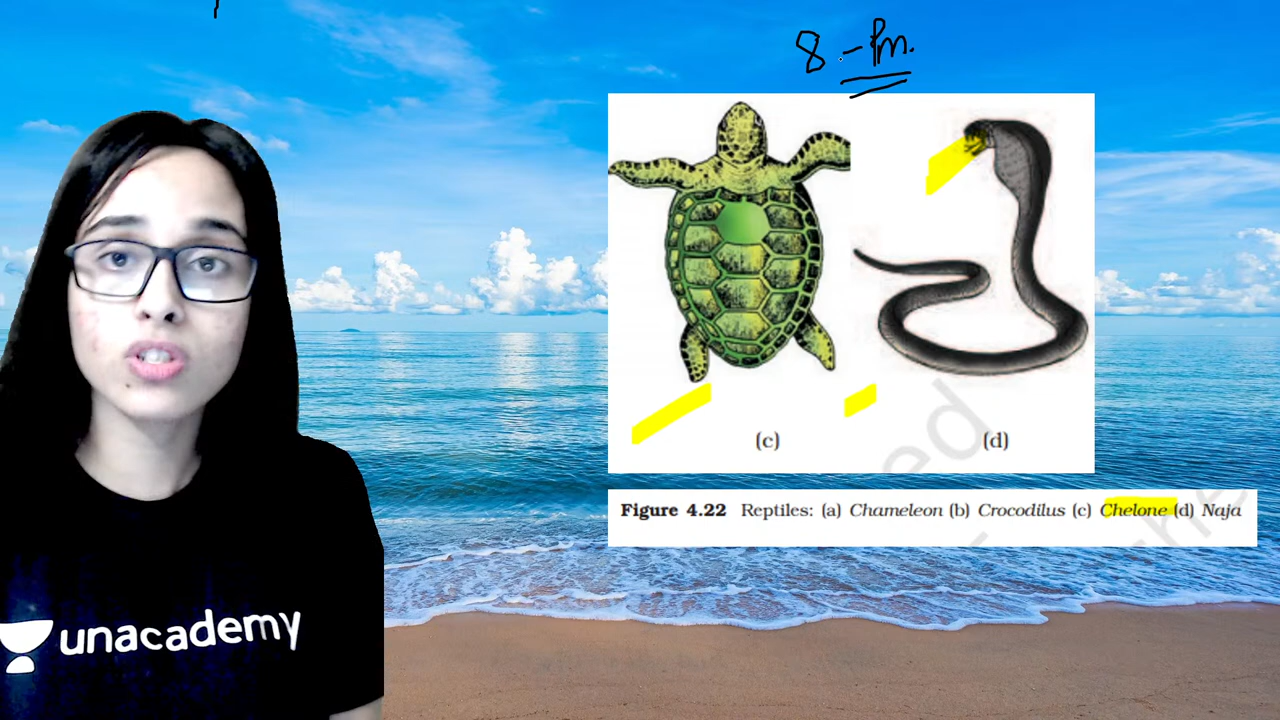 8 - Pm.
(c)
(d)
Figure 4.22 Reptiles: (a) Chameleon (b) Crocodilus (c) Chelone (d) Naja
unacademy